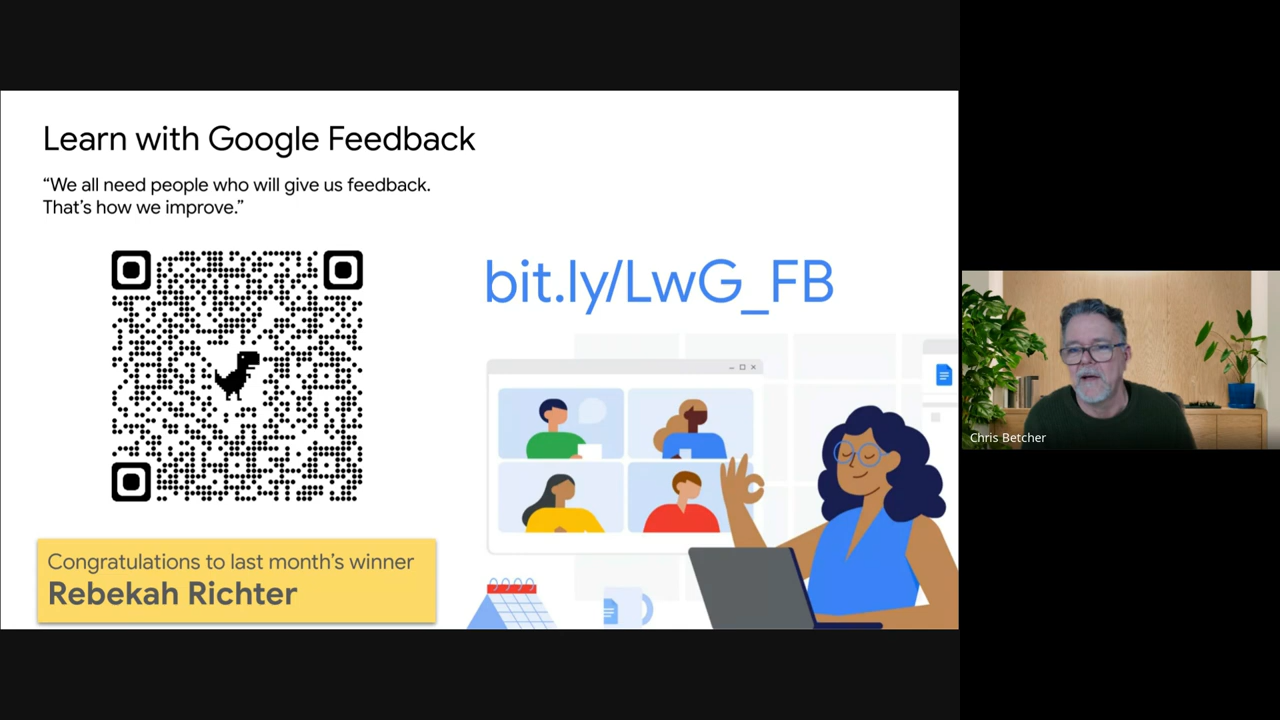 Learn with Google Feedback
“We all need people who will give us feedback.
That’s how we improve.”
bit.ly/LwG_FB
Congratulations to last month’s winner
Rebekah Richter
Chris Betcher